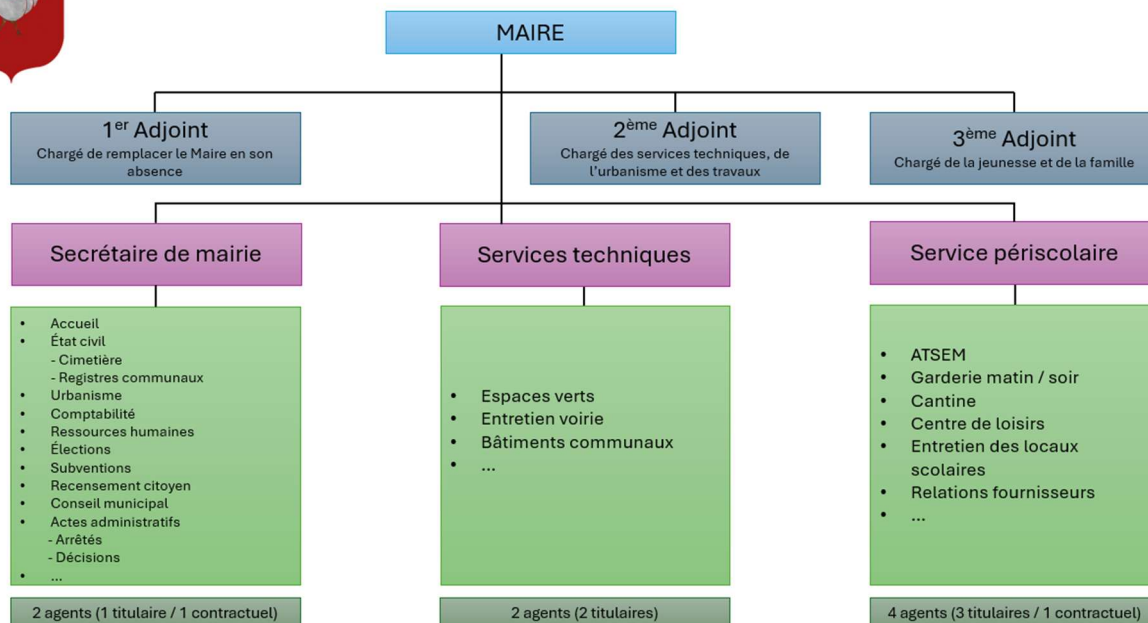 MAIRE
1er Adjoint
Chargé de remplacer le Maire en son
absence
2ème Adjoint
Chargé des services techniques, de
l'urbanisme et des travaux
3ème Adjoint
Chargé de la jeunesse et de la famille
Secrétaire de mairie
• Accueil
• État civil
- Cimetière
- Registres communaux
• Urbanisme
• Comptabilité
• Ressources humaines
• Élections
• Subventions
• Recensement citoyen
• Conseil municipal
• Actes administratifs
- Arrêtés
- Décisions
• ...
2 agents (1 titulaire / 1 contractuel)
Services techniques
• Espaces verts
• Entretien voirie
• Bâtiments communaux
• ...
2 agents (2 titulaires)
Service périscolaire
• ATSEM
• Garderie matin / soir
• Cantine
• Centre de loisirs
• Entretien des locaux
scolaires
• Relations fournisseurs
• ...
4 agents (3 titulaires / 1 contractuel)